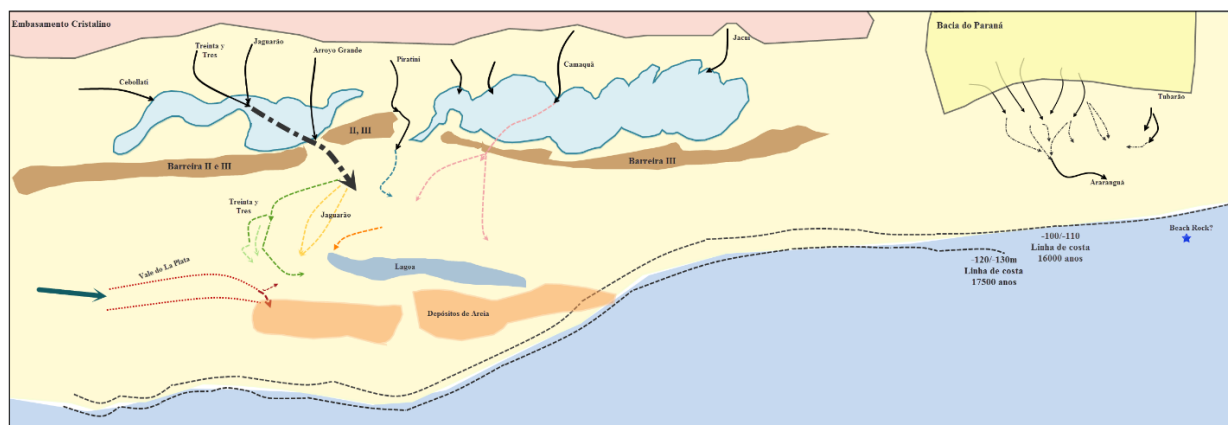 Embasamento Cristalino
Bacia do Paraná
Treinta y
Tres
Jaguarão
Arroyo Grande
Piratini
Camaquã
Jacuí
Cebollatí
Tubarão
II, III
Barreira II e III
Barreira III
Araranguá
Treinta y
Tres
Jaguarão
Vale do La Plata
Lagoa
Depósitos de Areia
-100/-110
Linha de costa
16000 anos
-120/-130m
Linha de costa
17500 anos
Beach Rock?